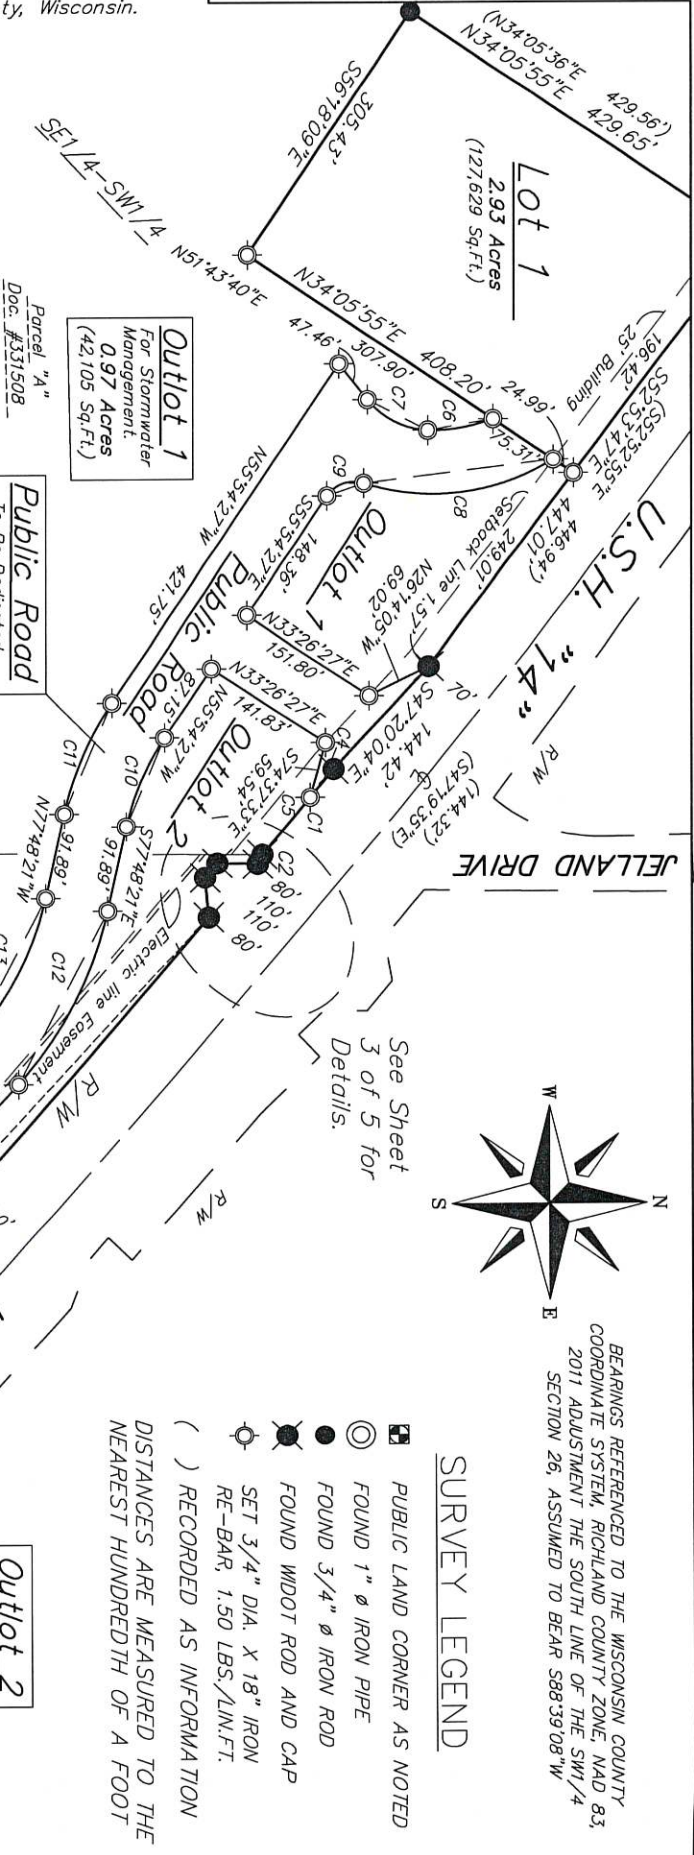 ty, Wisconsin.
(N34°05'36"E 429.56')
N34°05'55"E 429.65'
S56°18'09"E
305.43'
Lot 1
2.93 Acres
(127,629 Sq.Ft.)
SE1/4-SW1/4
N51°43'40"E
47.46'
N34°05'55"E 408.20'
307.90'
24.99'
75.31'
25' Building
Setback Line
196.42'
S52°53'47"E 447.01'
(S52°52'55"E 446.94')
249.01'
U.S.H. "14"
R/W
Parcel "A"
Doc. #331508
Outlot 1
For Stormwater
Management.
0.97 Acres
(42,105 Sq.Ft.)
C7
C6
C9
C8
N55°54'27"W 421.75'
S55°54'27"E
148.36'
Outlot 1
N26°14'05"W
69.02'
1.57'
70'
N33°26'27"E
151.80'
Public Road
Public Road
To Be Dedicated
N33°26'27"E
141.83'
N55°54'27"W
87.15'
Outlot 2
S74°37'33"E
59.54'
C4
C5
C1
C2
S47°20'04"E
144.42'
(144.32')
(S47°19'35"E)
JELLAND DRIVE
80'
110'
110'
80'
C11
C10
N77°48'21"W
91.89'
S77°48'21"E
91.89'
C13
C12
Electric line Easement
R/W
R/W
See Sheet
3 of 5 for
Details.
N
W
E
S
BEARINGS REFERENCED TO THE WISCONSIN COUNTY
COORDINATE SYSTEM, RICHLAND COUNTY ZONE, NAD 83,
2011 ADJUSTMENT THE SOUTH LINE OF THE SW1/4
SECTION 26, ASSUMED TO BEAR S88°39'08"W
SURVEY LEGEND
PUBLIC LAND CORNER AS NOTED
FOUND 1" ø IRON PIPE
FOUND 3/4" ø IRON ROD
FOUND WIDOT ROD AND CAP
SET 3/4" DIA. X 18" IRON
RE-BAR, 1.50 LBS./LIN.FT.
( ) RECORDED AS INFORMATION
DISTANCES ARE MEASURED TO THE
NEAREST HUNDREDTH OF A FOOT
Outlot 2